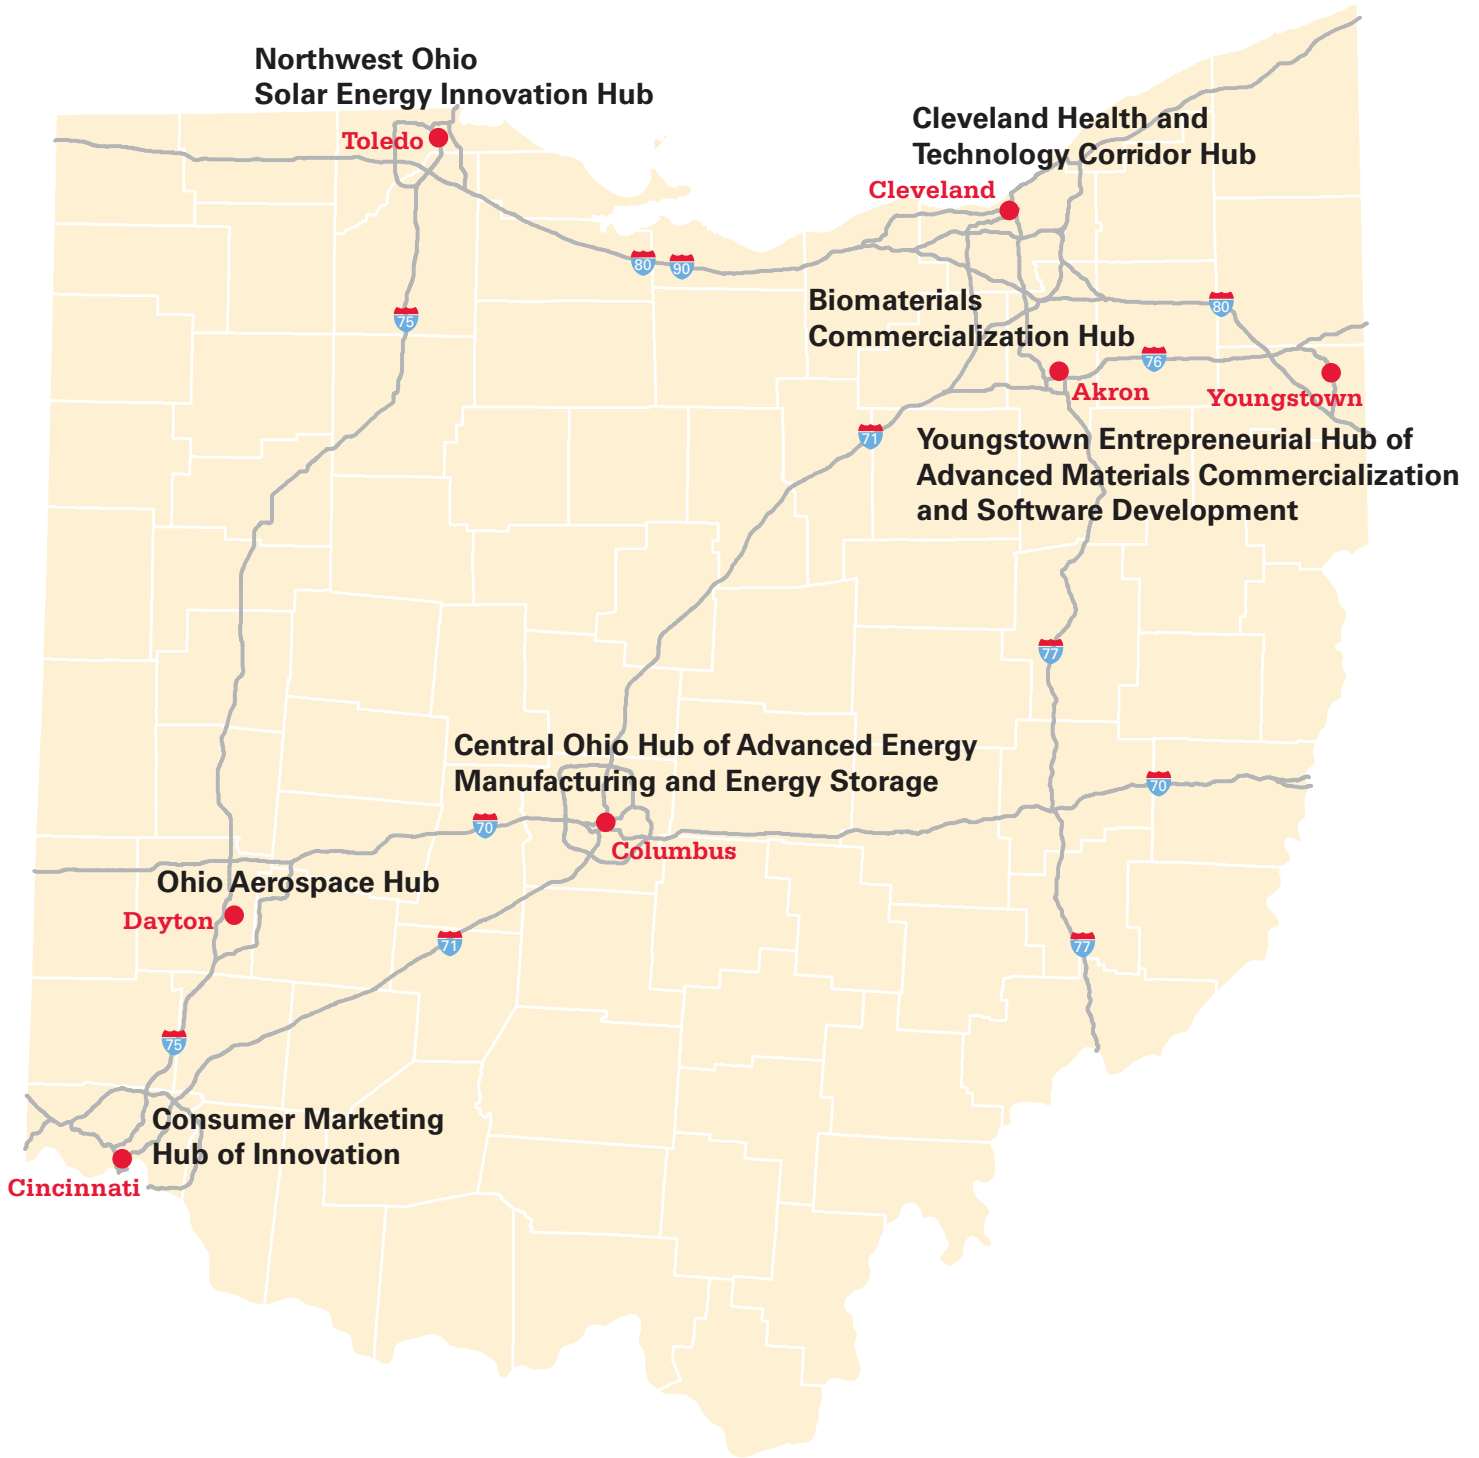 Northwest Ohio
Solar Energy Innovation Hub
Toledo
Cleveland Health and
Technology Corridor Hub
Cleveland
80
90
75
Biomaterials
Commercialization Hub
80
76
Akron
Youngstown
71
Youngstown Entrepreneurial Hub of
Advanced Materials Commercialization
and Software Development
77
Central Ohio Hub of Advanced Energy
Manufacturing and Energy Storage
70
70
Columbus
Ohio Aerospace Hub
Dayton
71
77
75
Consumer Marketing
Hub of Innovation
Cincinnati